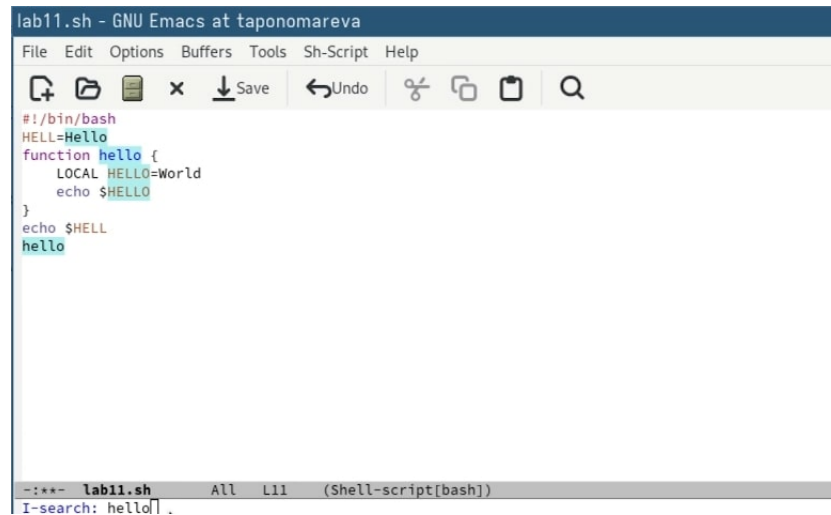 lab11.sh - GNU Emacs at taponomareva
File Edit Options Buffers Tools Sh-Script Help
Save Undo
#!/bin/bash
HELL=Hello
function hello {
    LOCAL HELLO=World
    echo $HELLO
}
echo $HELL
hello
-:**- lab11.sh All L11 (Shell-script[bash])
I-search: hello